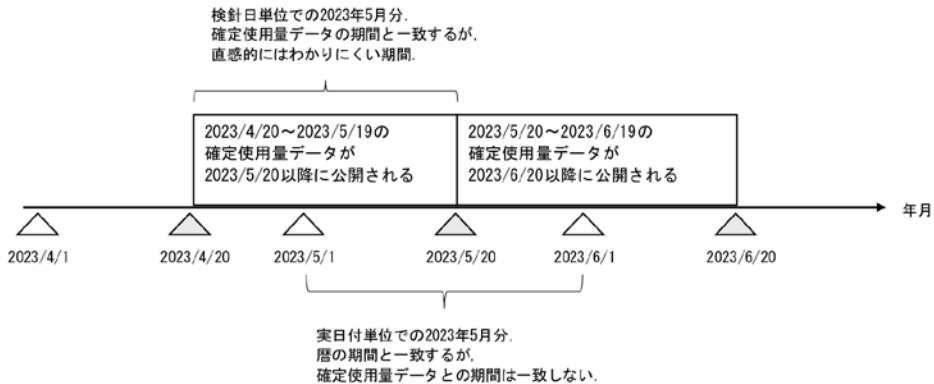 検針日単位での2023年5月分.
確定使用量データの期間と一致するが,
直感的にはわかりにくい期間.
2023/4/20～2023/5/19の
確定使用量データが
2023/5/20以降に公開される
2023/5/20～2023/6/19の
確定使用量データが
2023/6/20以降に公開される
年月
2023/4/1
2023/4/20
2023/5/1
2023/5/20
2023/6/1
2023/6/20
実日付単位での2023年5月分.
暦の期間と一致するが,
確定使用量データとの期間は一致しない.